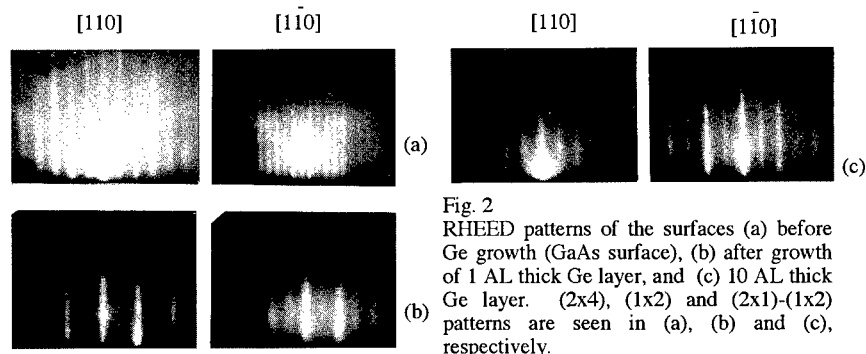 [110]
[11̄0]
[110]
[11̄0]
(a)
(c)
(b)
Fig. 2
RHEED patterns of the surfaces (a) before
Ge growth (GaAs surface), (b) after growth
of 1 AL thick Ge layer, and (c) 10 AL thick
Ge layer. (2x4), (1x2) and (2x1)-(1x2)
patterns are seen in (a), (b) and (c),
respectively.